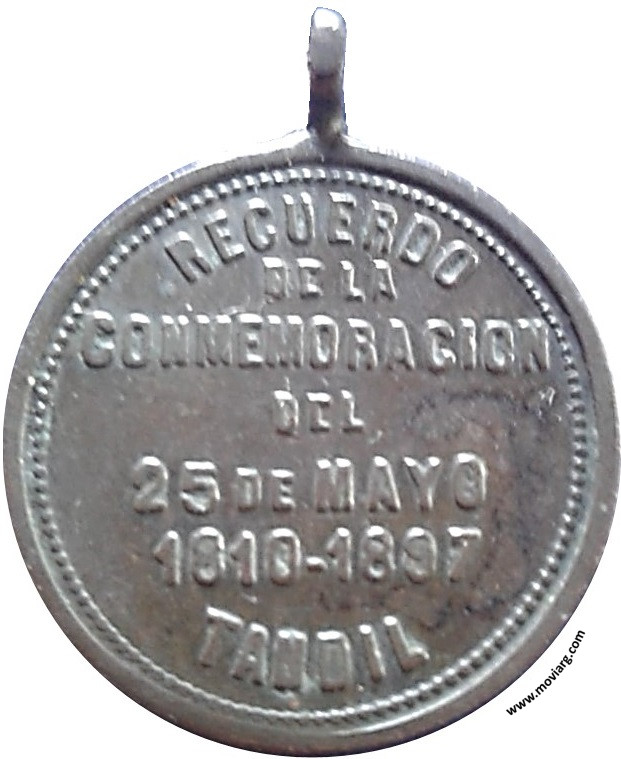 RECUERDO
DE LA
CONMEMORACION
DEL
25 DE MAYO
1810-1897
TANDIL
www.moviarg.com